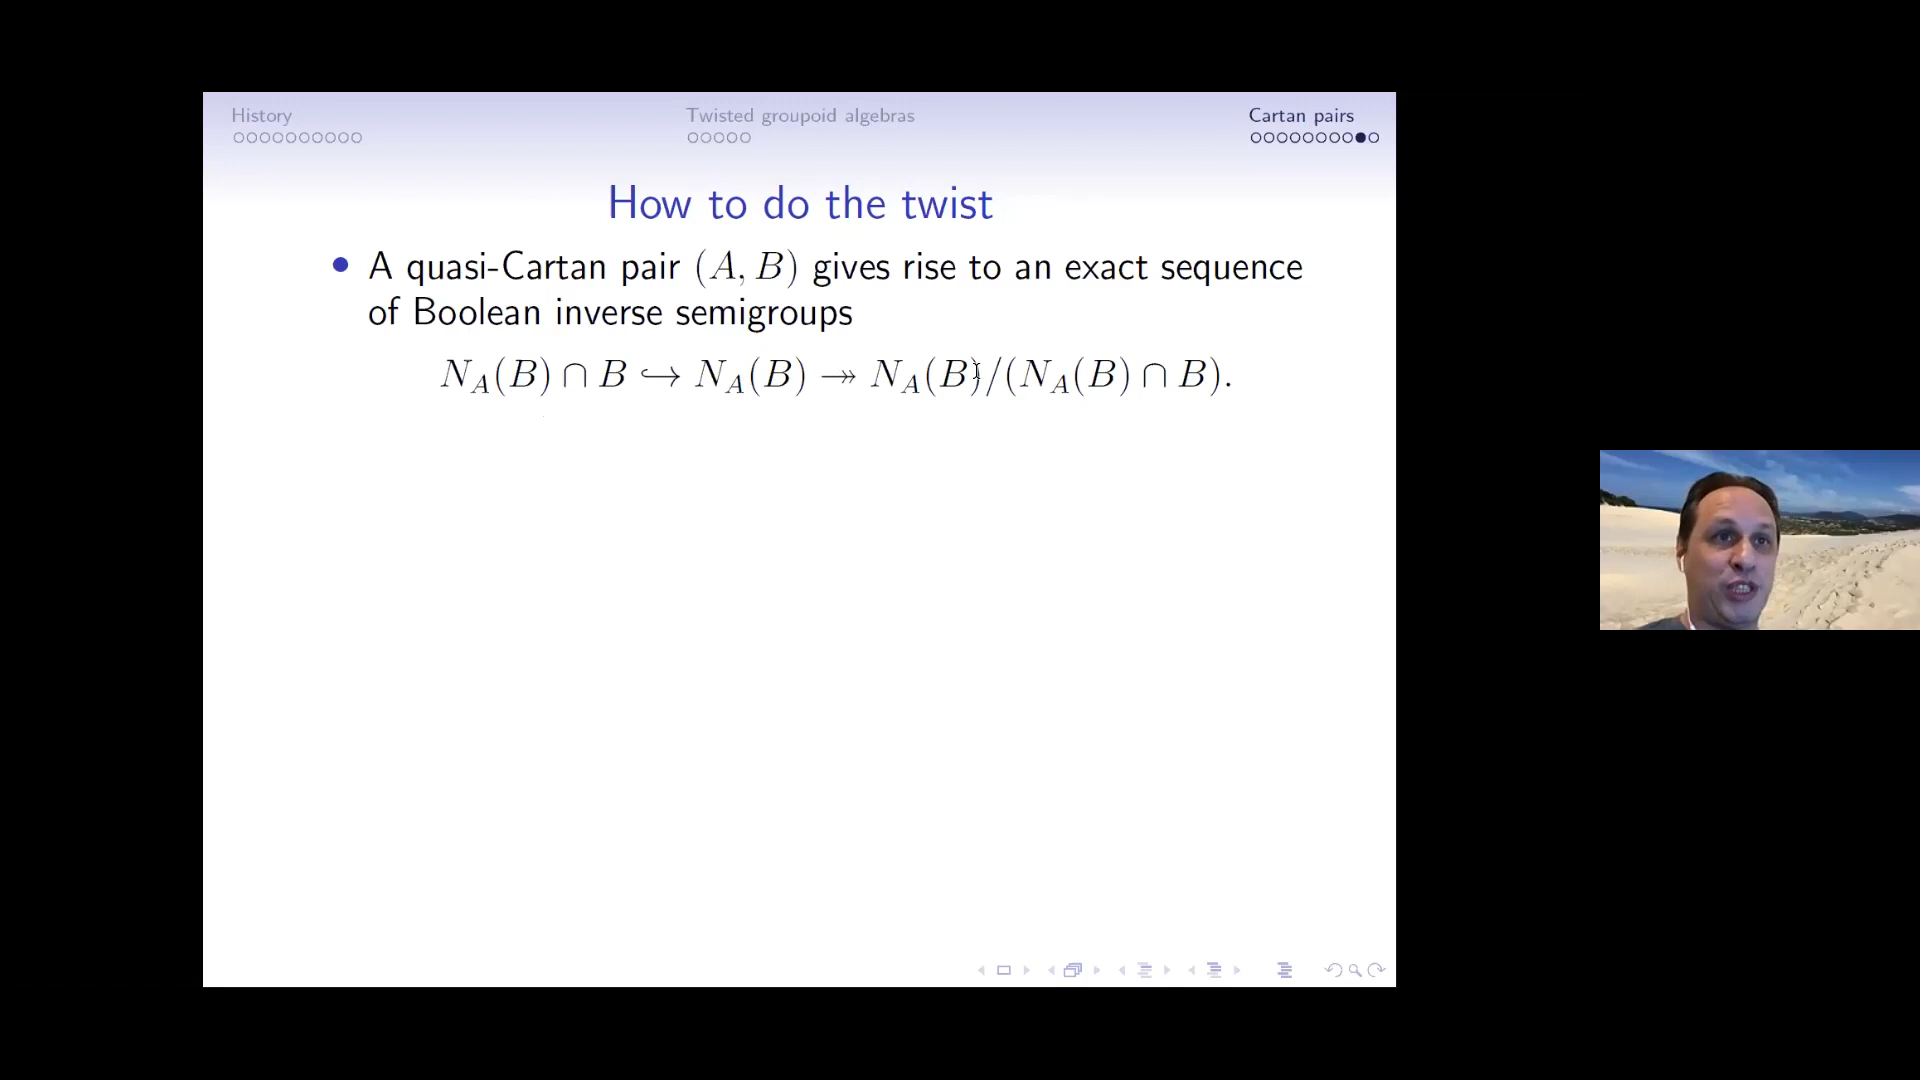 History
Twisted groupoid algebras
Cartan pairs
How to do the twist
• A quasi-Cartan pair (A, B) gives rise to an exact sequence
of Boolean inverse semigroups
N_A(B) ∩ B ↪ N_A(B) ↠ N_A(B)/(N_A(B) ∩ B).